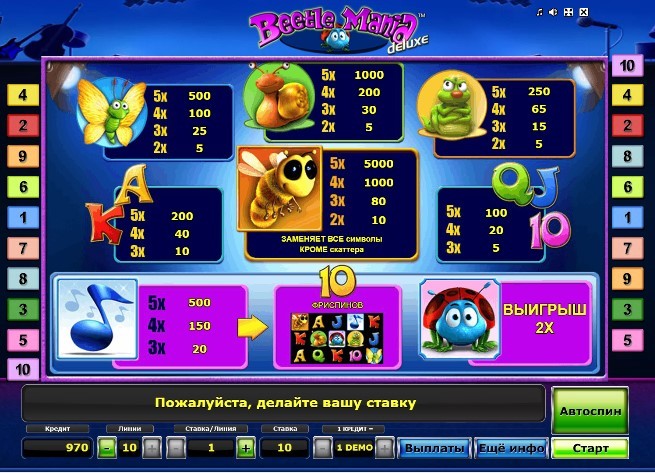 Beetle Mania™
deluxe
10
5x 500
4x 100
3x 25
2x 5
5x 1000
4x 200
3x 30
2x 5
5x 250
4x 65
3x 15
2x 5
A K
5x 200
4x 40
3x 10
5x 5000
4x 1000
3x 80
2x 10
ЗАМЕНЯЕТ ВСЕ символы
КРОМЕ скаттера
Q J 10
5x 100
4x 20
3x 5
4
2
9
6
1
7
8
3
5
10
4
2
8
6
1
7
9
3
5
5x 500
4x 150
3x 20
10
ФРИСПИНОВ
ВЫИГРЫШ
2X
Пожалуйста, делайте вашу ставку
Автоспин
Кредит Линии Ставка/Линия Ставка 1 КРЕДИТ =
970 - 10 + - 1 + 10 - 1 DEMO + Выплаты Ещё инфо Старт